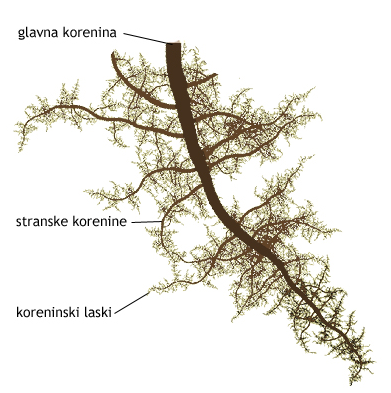 glavna korenina
stranske korenine
koreninski laski